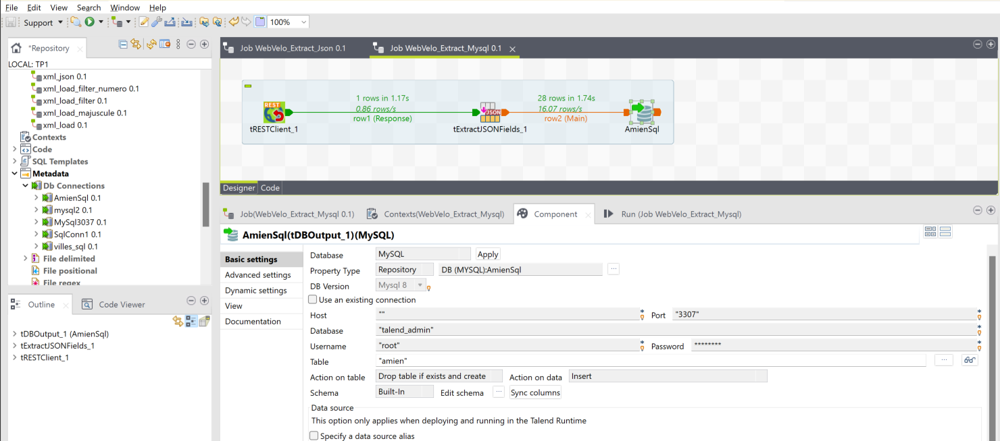 File Edit View Search Window Help
Support 100%
*Repository
LOCAL: TP1
xml_json 0.1
xml_load_filter_numero 0.1
xml_load_filter 0.1
xml_load_majuscule 0.1
xml_load 0.1
Contexts
Code
SQL Templates
Metadata
Db Connections
AmienSql 0.1
mysql2 0.1
MySql3037 0.1
SqlConn1 0.1
villes_sql 0.1
File delimited
File positional
File regex
Outline Code Viewer
tDBOutput_1 (AmienSql)
tExtractJSONFields_1
tRESTClient_1
Job WebVelo_Extract_Json 0.1 Job WebVelo_Extract_Mysql 0.1
1 rows in 1.17s
0.86 rows/s
row1 (Response)
28 rows in 1.74s
16.07 rows/s
row2 (Main)
REST
JSON
tRESTClient_1 tExtractJSONFields_1 AmienSql
Designer Code
Job(WebVelo_Extract_Mysql 0.1) Contexts(WebVelo_Extract_Mysql) Component Run (Job WebVelo_Extract_Mysql)
AmienSql(tDBOutput_1)(MySQL)
Basic settings
Advanced settings
Dynamic settings
View
Documentation
Database MySQL Apply
Property Type Repository DB (MYSQL):AmienSql ...
DB Version Mysql 8
Use an existing connection
Host "" * Port "3307" *
Database "talend_admin" *
Username "root" * Password ******** *
Table "amien" ...
Action on table Drop table if exists and create Action on data Insert
Schema Built-In Edit schema ... Sync columns
Data source
This option only applies when deploying and running in the Talend Runtime
Specify a data source alias